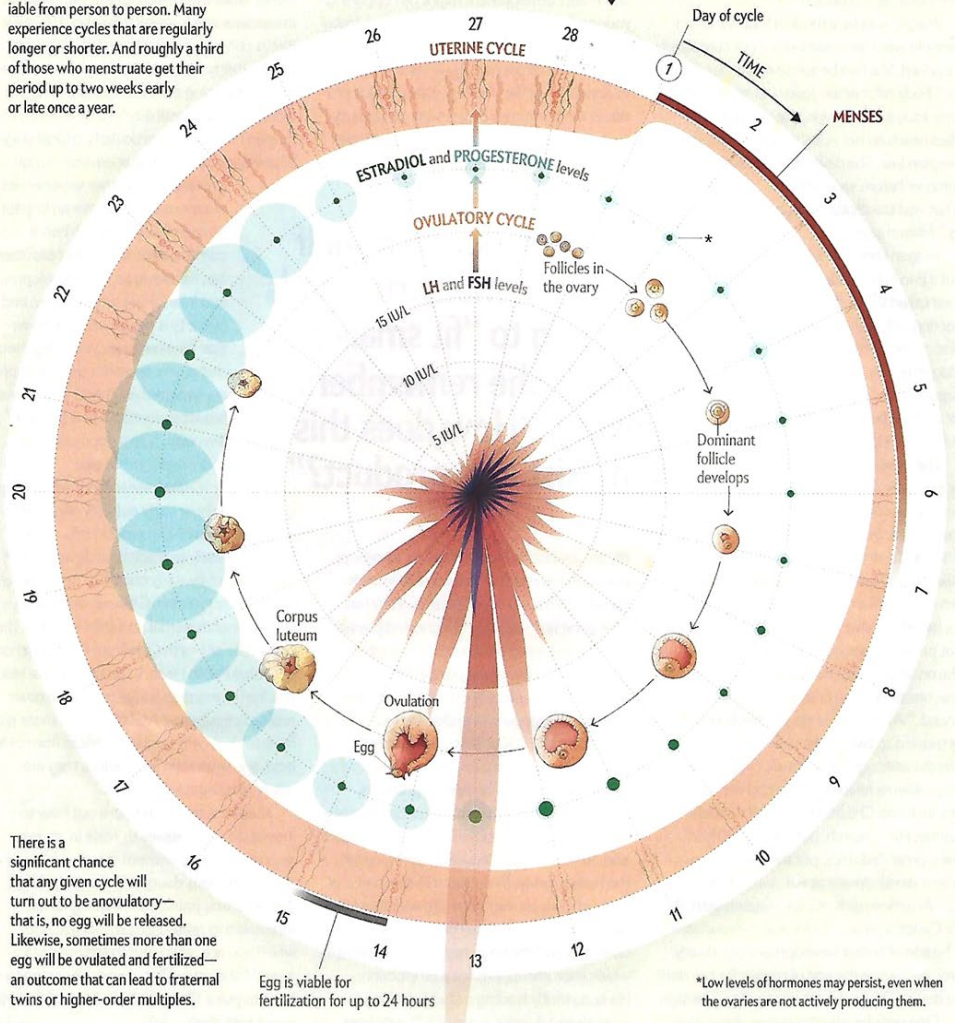 iable from person to person. Many
experience cycles that are regularly
longer or shorter. And roughly a third
of those who menstruate get their
period up to two weeks early
or late once a year.
Day of cycle
1
TIME
MENSES
2
3
4
5
6
7
8
9
10
11
12
13
14
15
16
17
18
19
20
21
22
23
24
25
26
27
28
UTERINE CYCLE
ESTRADIOL and PROGESTERONE levels
*
OVULATORY CYCLE
LH and FSH levels
15 IU/L
10 IU/L
5 IU/L
Follicles in
the ovary
Dominant
follicle
develops
Ovulation
Egg
Corpus
luteum
There is a
significant chance
that any given cycle will
turn out to be anovulatory—
that is, no egg will be released.
Likewise, sometimes more than one
egg will be ovulated and fertilized—
an outcome that can lead to fraternal
twins or higher-order multiples.
Egg is viable for
fertilization for up to 24 hours
*Low levels of hormones may persist, even when
the ovaries are not actively producing them.